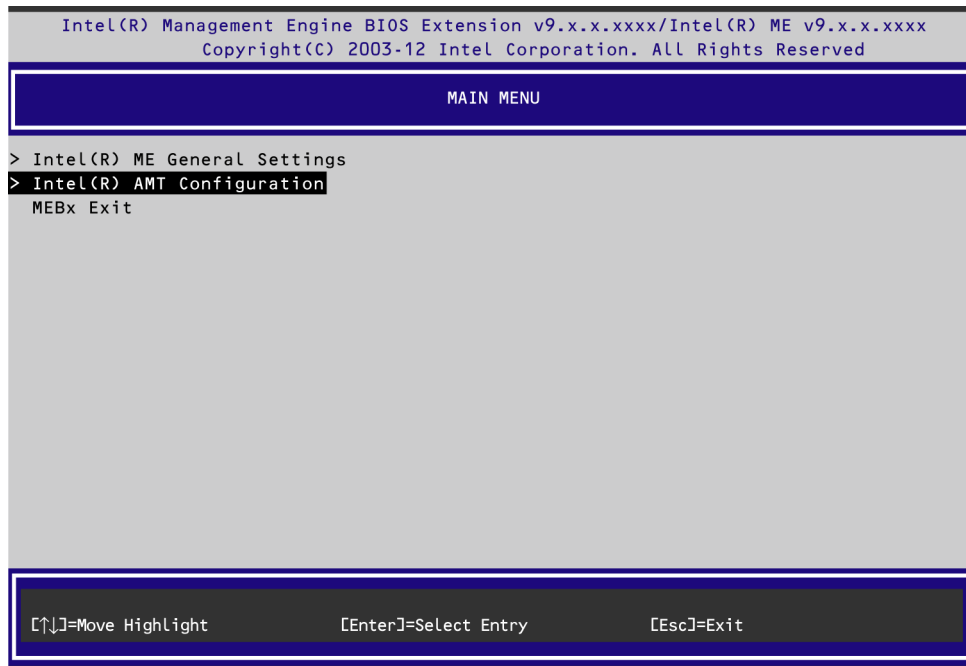 Intel(R) Management Engine BIOS Extension v9.x.x.xxxx/Intel(R) ME v9.x.x.xxxx
Copyright(C) 2003-12 Intel Corporation. All Rights Reserved
MAIN MENU
> Intel(R) ME General Settings
> Intel(R) AMT Configuration
MEBx Exit
[↑↓]=Move Highlight [Enter]=Select Entry [Esc]=Exit